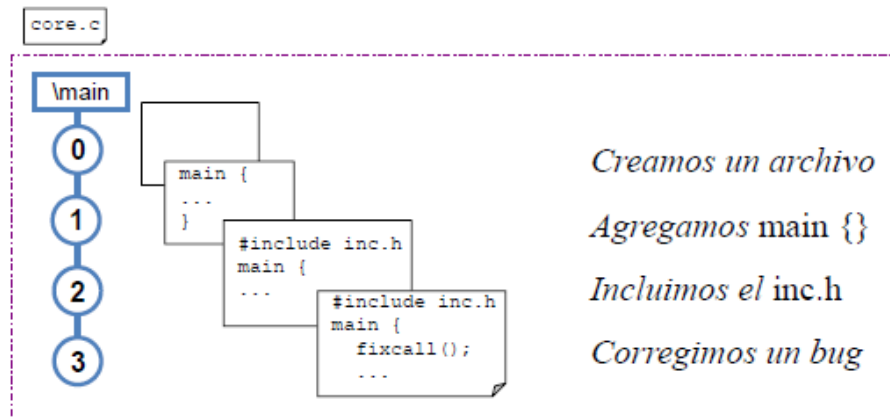 core.c
\main
0
1
2
3
main {
...
}
#include inc.h
main {
...
#include inc.h
main {
fixcall();
...
Creamos un archivo
Agregamos main {}
Incluimos el inc.h
Corregimos un bug